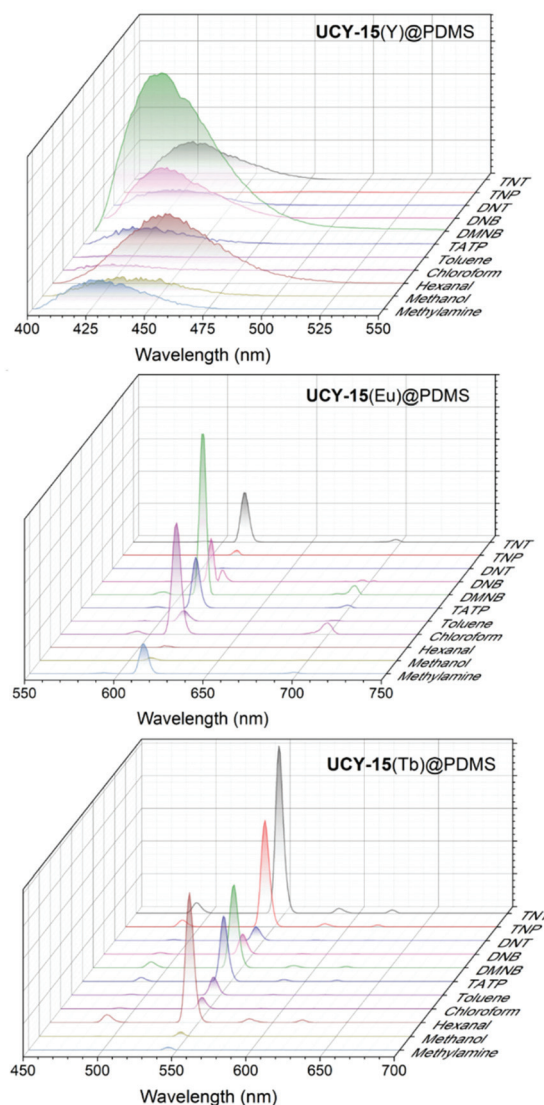 UCY-15(Y)@PDMS
TNT
TNP
DNT
DNB
DMNB
TATP
Toluene
Chloroform
Hexanal
Methanol
Methylamine
400 425 450 475 500 525 550
Wavelength (nm)
UCY-15(Eu)@PDMS
TNT
TNP
DNT
DNB
DMNB
TATP
Toluene
Chloroform
Hexanal
Methanol
Methylamine
550 600 650 700 750
Wavelength (nm)
UCY-15(Tb)@PDMS
TNT
TNP
DNT
DNB
DMNB
TATP
Toluene
Chloroform
Hexanal
Methanol
Methylamine
450 500 550 600 650 700
Wavelength (nm)